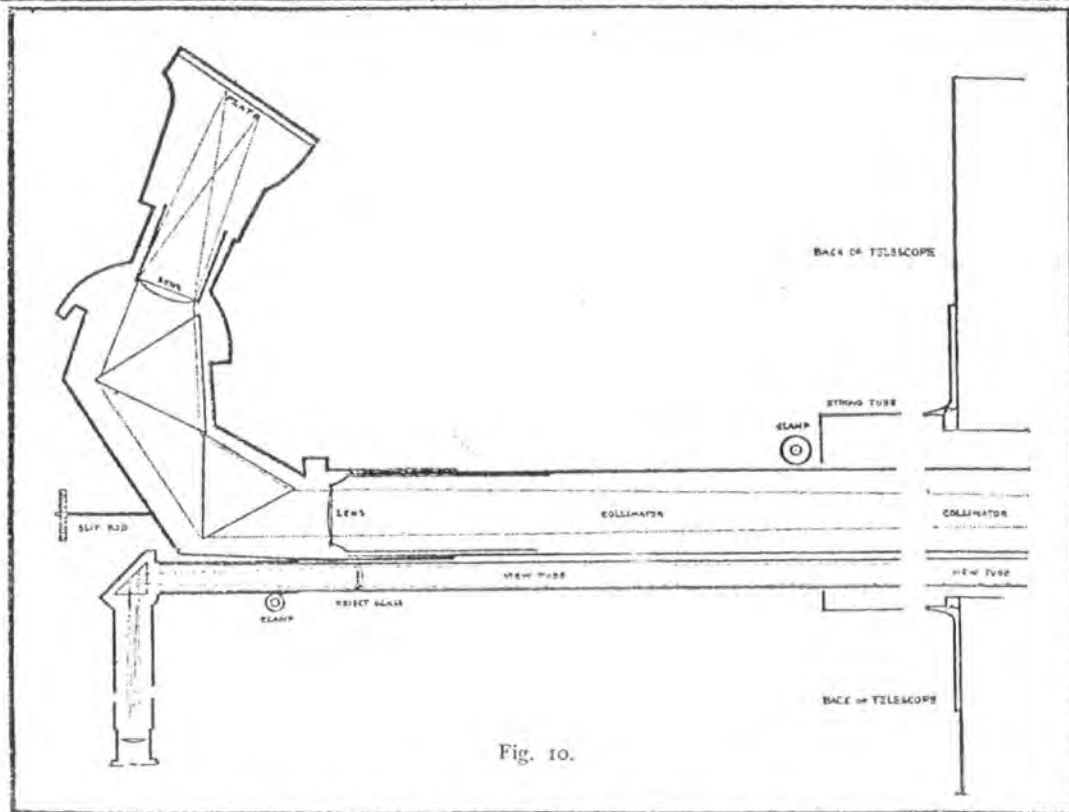 PLATE
LENS
BACK OF TELESCOPE
STRONG TUBE
CLAMP
LENS
COLLIMATOR
COLLIMATOR
SLIT ROD
VIEW TUBE
VIEW TUBE
OBJECT GLASS
CLAMP
BACK OF TELESCOPE
Fig. 10.